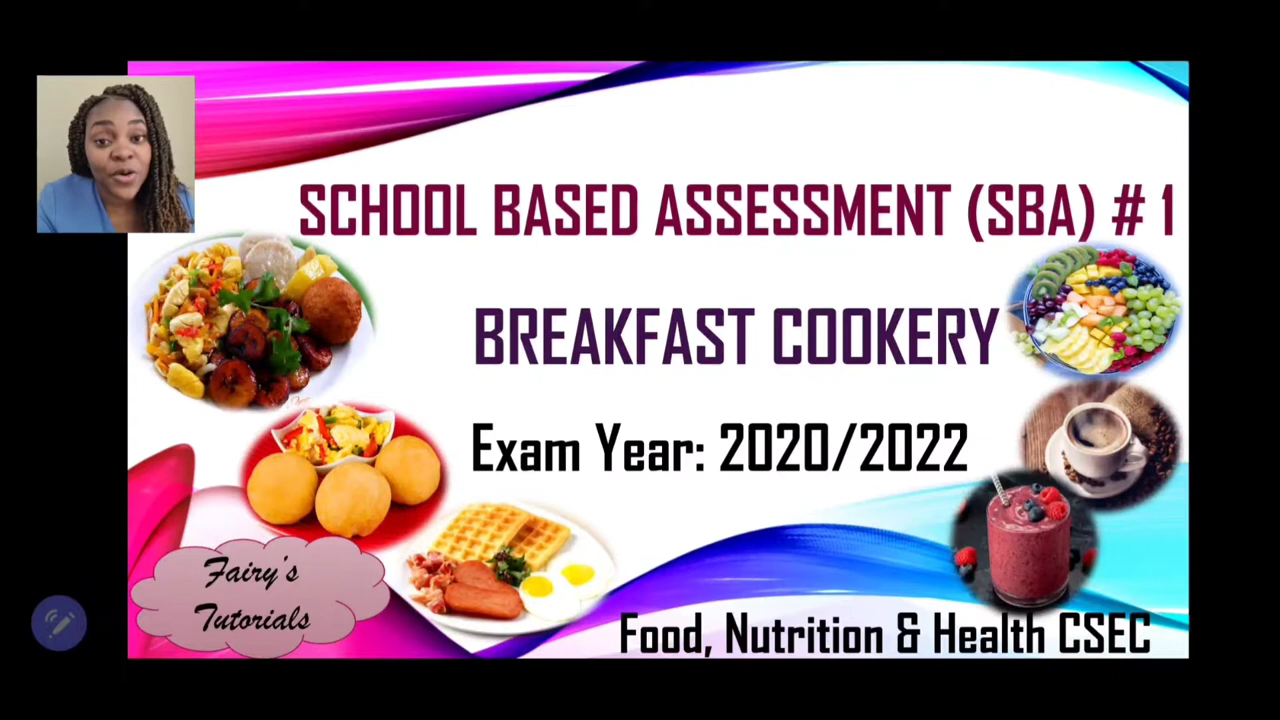 SCHOOL BASED ASSESSMENT (SBA) # 1
BREAKFAST COOKERY
Exam Year: 2020/2022
Fairy's
Tutorials
Food, Nutrition & Health CSEC